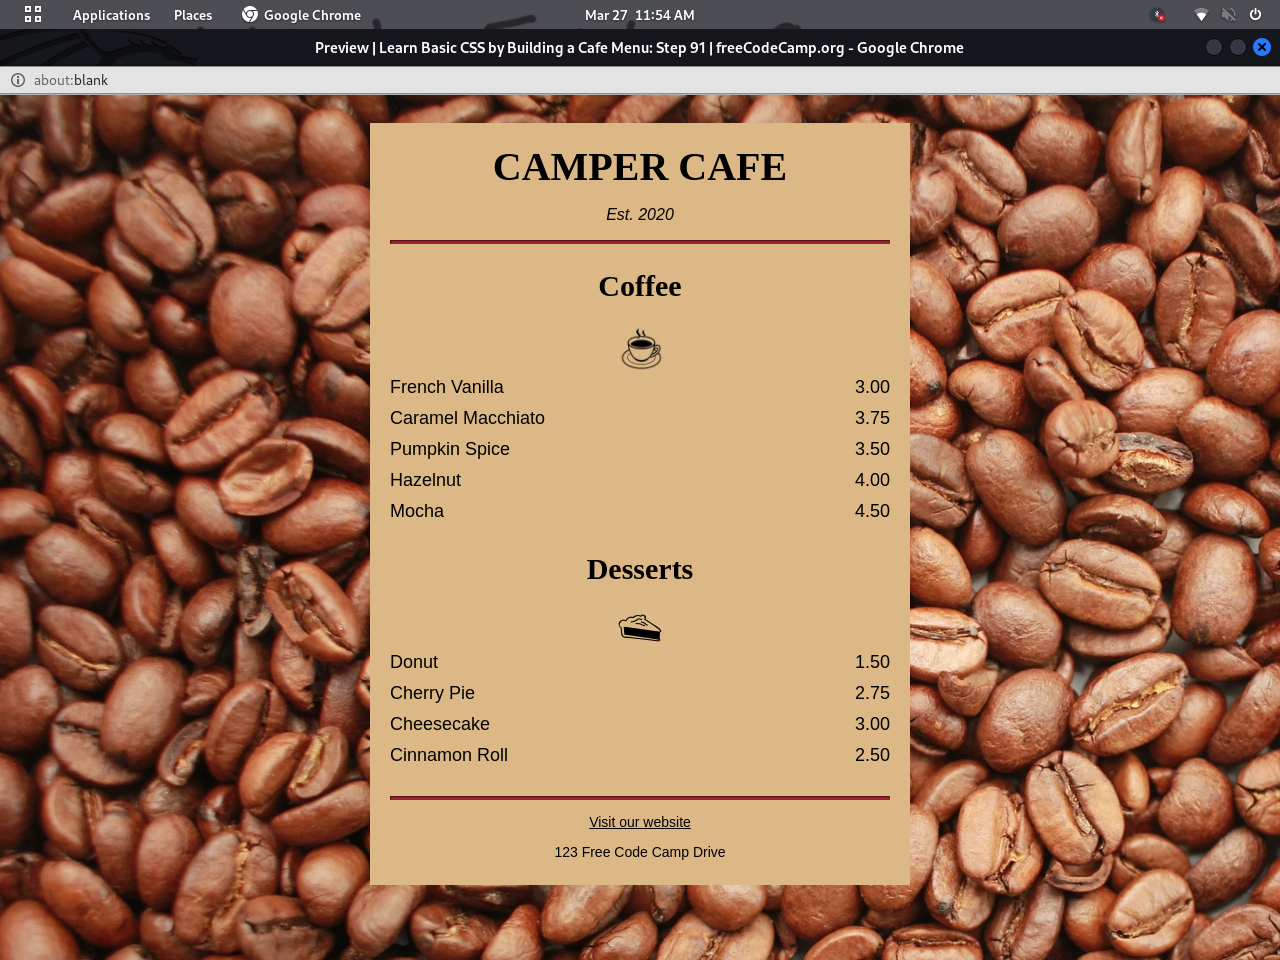 Applications Places Google Chrome Mar 27 11:54 AM
Preview | Learn Basic CSS by Building a Cafe Menu: Step 91 | freeCodeCamp.org - Google Chrome
about:blank
CAMPER CAFE
Est. 2020
Coffee
French Vanilla 3.00
Caramel Macchiato 3.75
Pumpkin Spice 3.50
Hazelnut 4.00
Mocha 4.50
Desserts
Donut 1.50
Cherry Pie 2.75
Cheesecake 3.00
Cinnamon Roll 2.50
Visit our website
123 Free Code Camp Drive